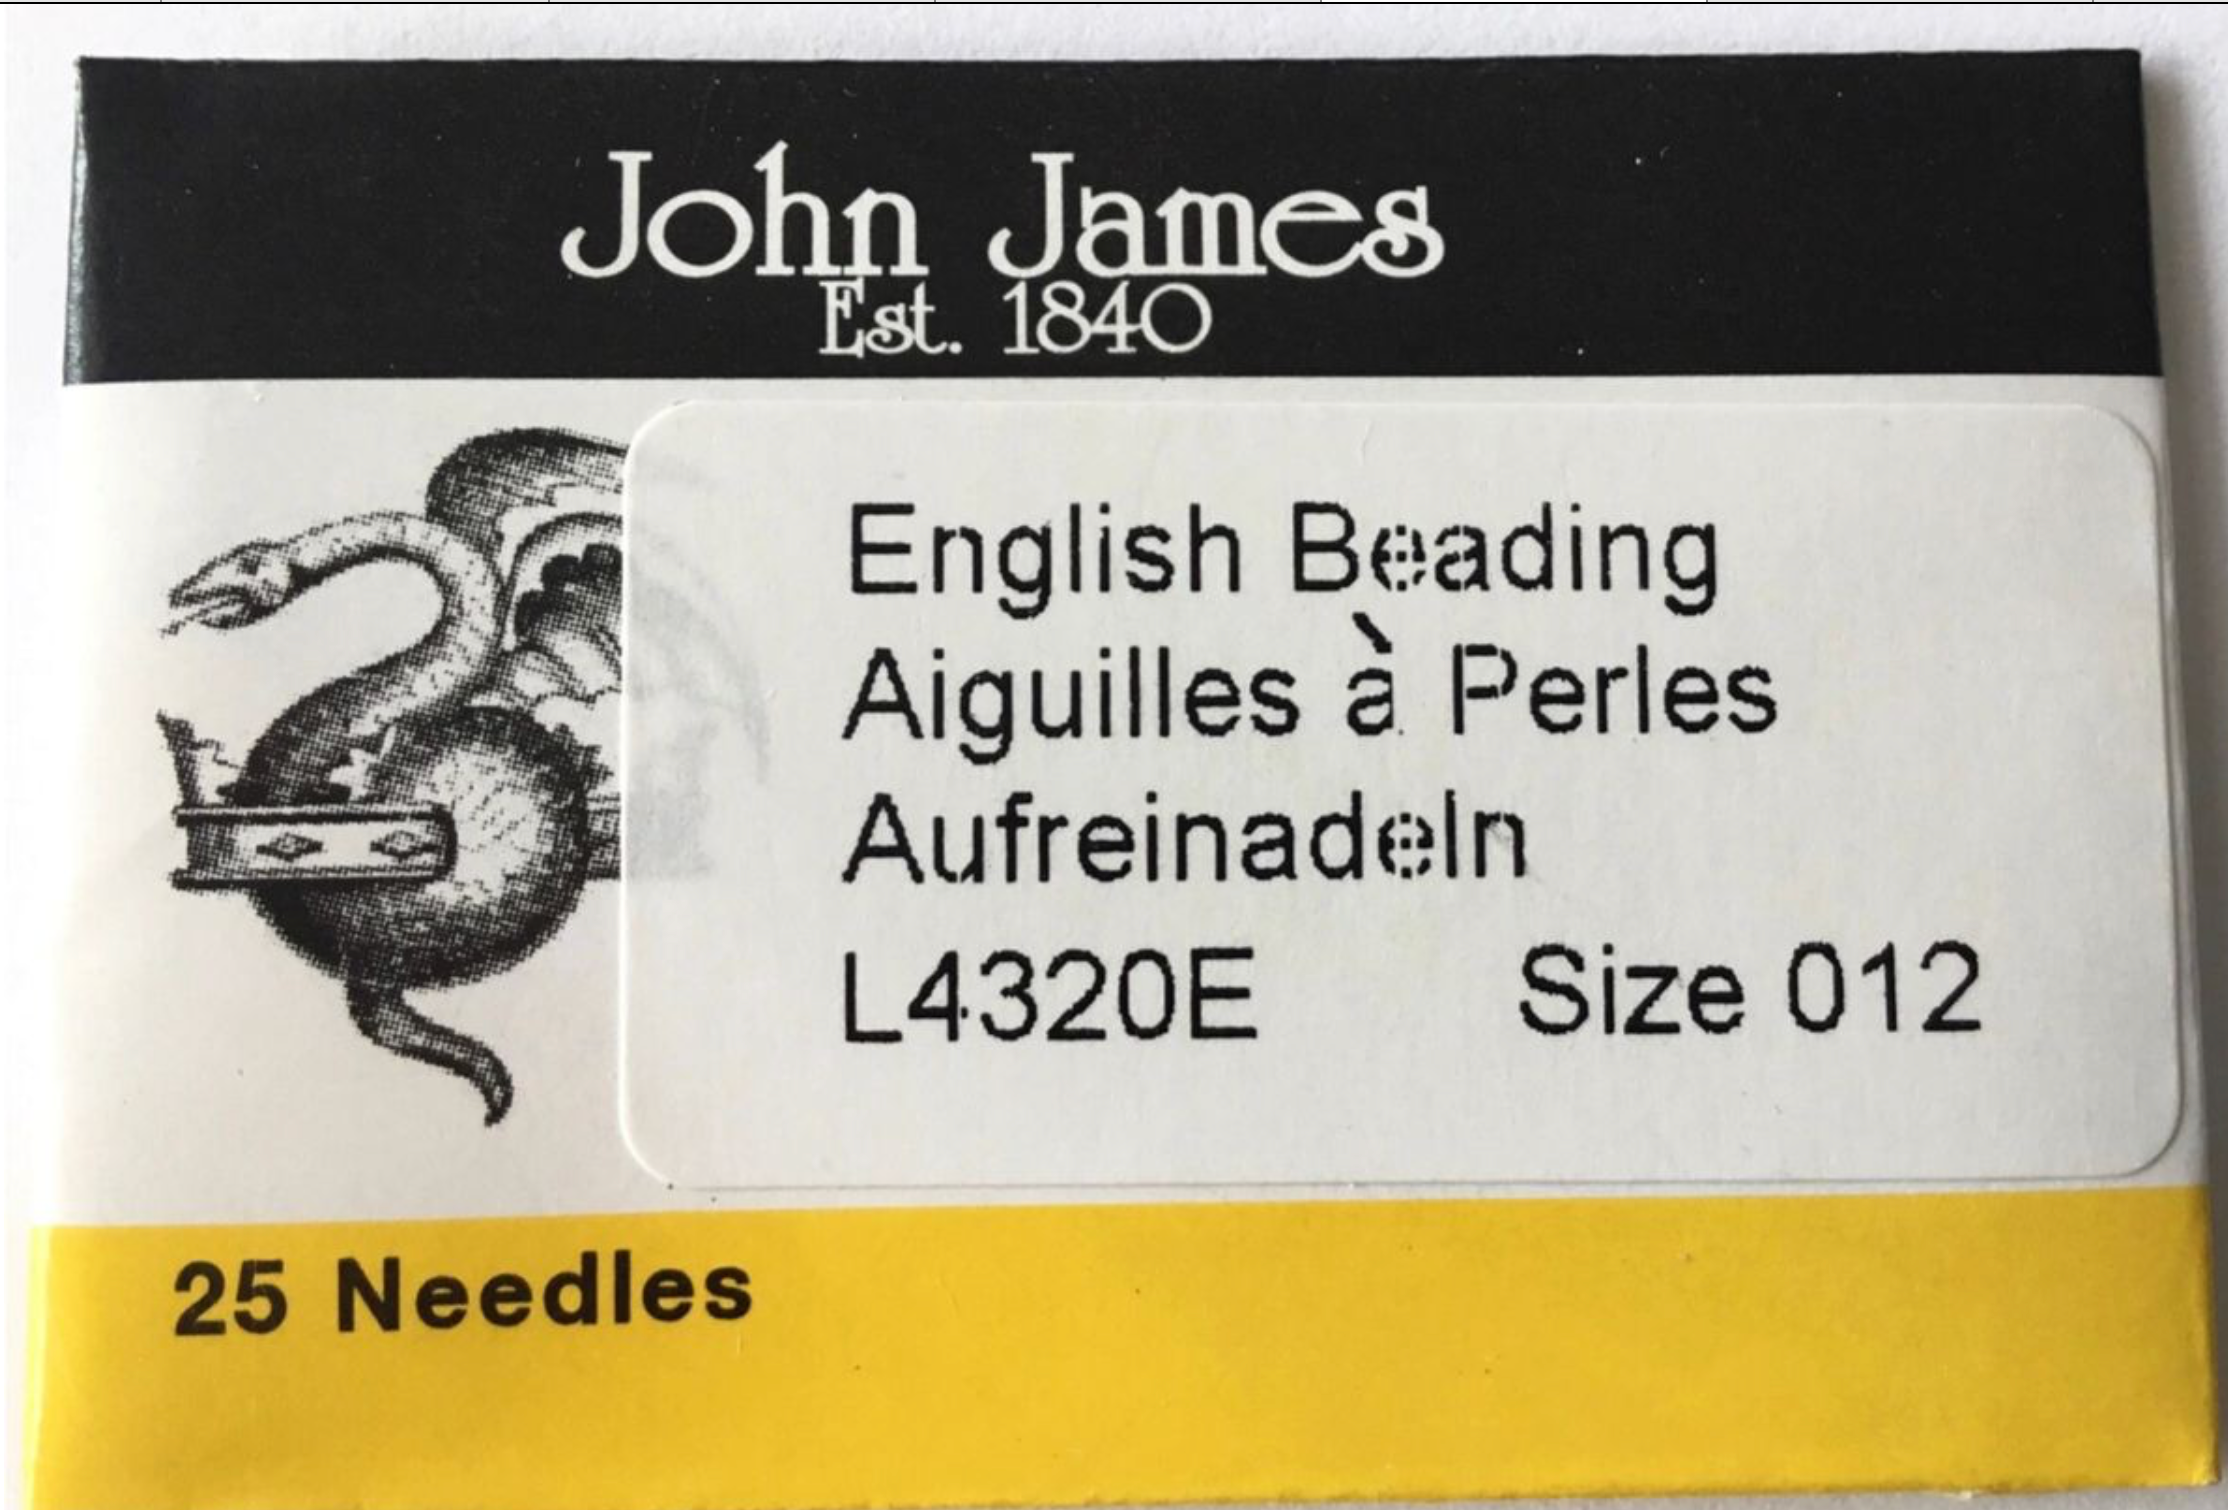 John James
Est. 1840
English Beading
Aiguilles à Perles
Aufreinadeln
L4320E Size 012
25 Needles